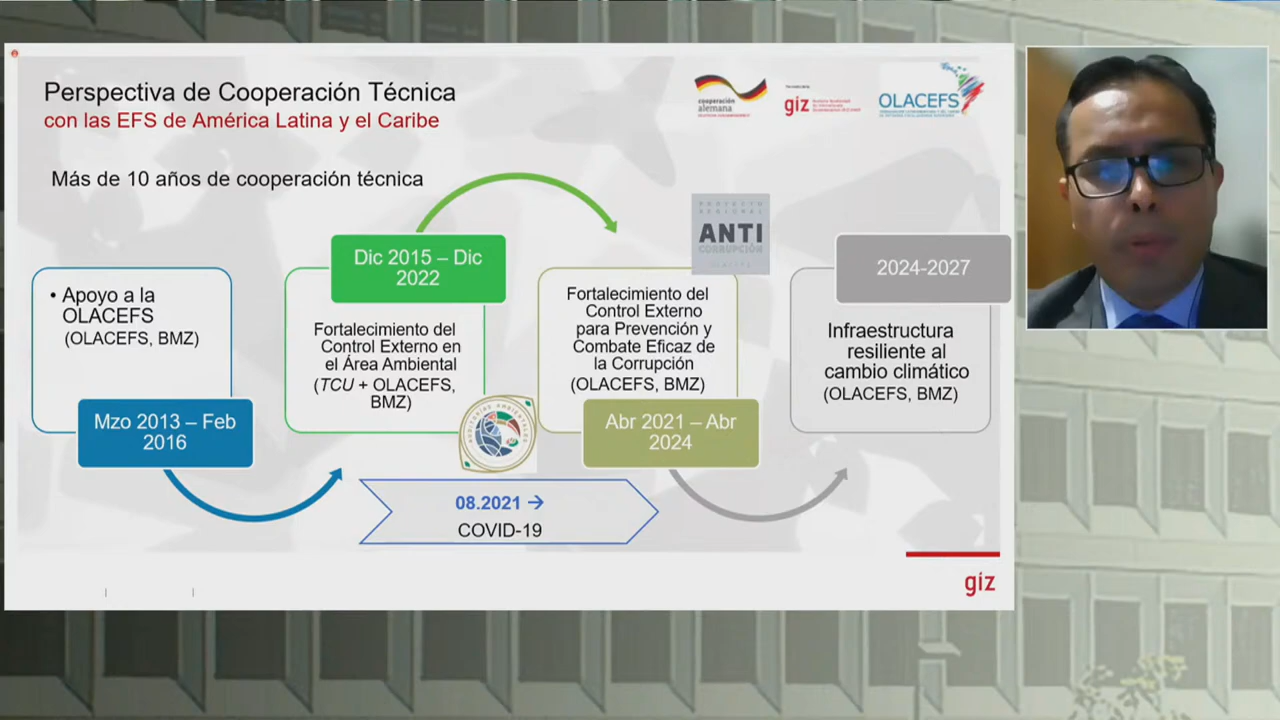 Perspectiva de Cooperación Técnica
con las EFS de América Latina y el Caribe
cooperación
alemana
giz
OLACEFS
Más de 10 años de cooperación técnica
• Apoyo a la
OLACEFS
(OLACEFS, BMZ)
Mzo 2013 – Feb
2016
Dic 2015 – Dic
2022
Fortalecimiento del
Control Externo en
el Área Ambiental
(TCU + OLACEFS,
BMZ)
08.2021 →
COVID-19
PROYECTO
REGIONAL
ANTI
CORRUPCIÓN
OLACEFS
Fortalecimiento del
Control Externo
para Prevención y
Combate Eficaz de
la Corrupción
(OLACEFS, BMZ)
Abr 2021 – Abr
2024
2024-2027
Infraestructura
resiliente al
cambio climático
(OLACEFS, BMZ)
giz